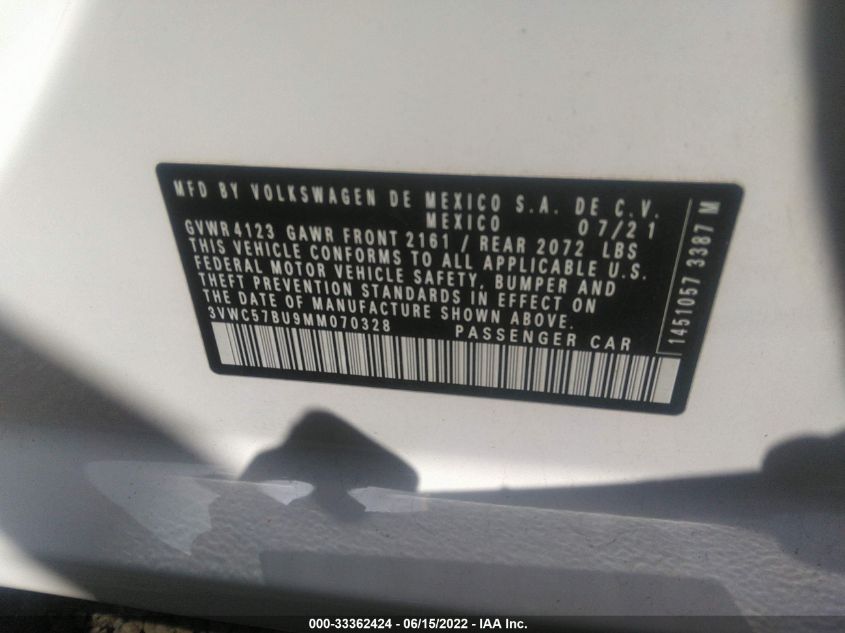 MFD BY VOLKSWAGEN DE MEXICO S.A. DE C.V.
MEXICO 07/21
GVWR 4123 GAWR FRONT 2161 / REAR 2072 LBS
THIS VEHICLE CONFORMS TO ALL APPLICABLE U.S.
FEDERAL MOTOR VEHICLE SAFETY, BUMPER AND
THEFT PREVENTION STANDARDS IN EFFECT ON
THE DATE OF MANUFACTURE SHOWN ABOVE.
3VWC57BU9MM070328 PASSENGER CAR
1451057 3387 M
000-33362424 - 06/15/2022 - IAA Inc.